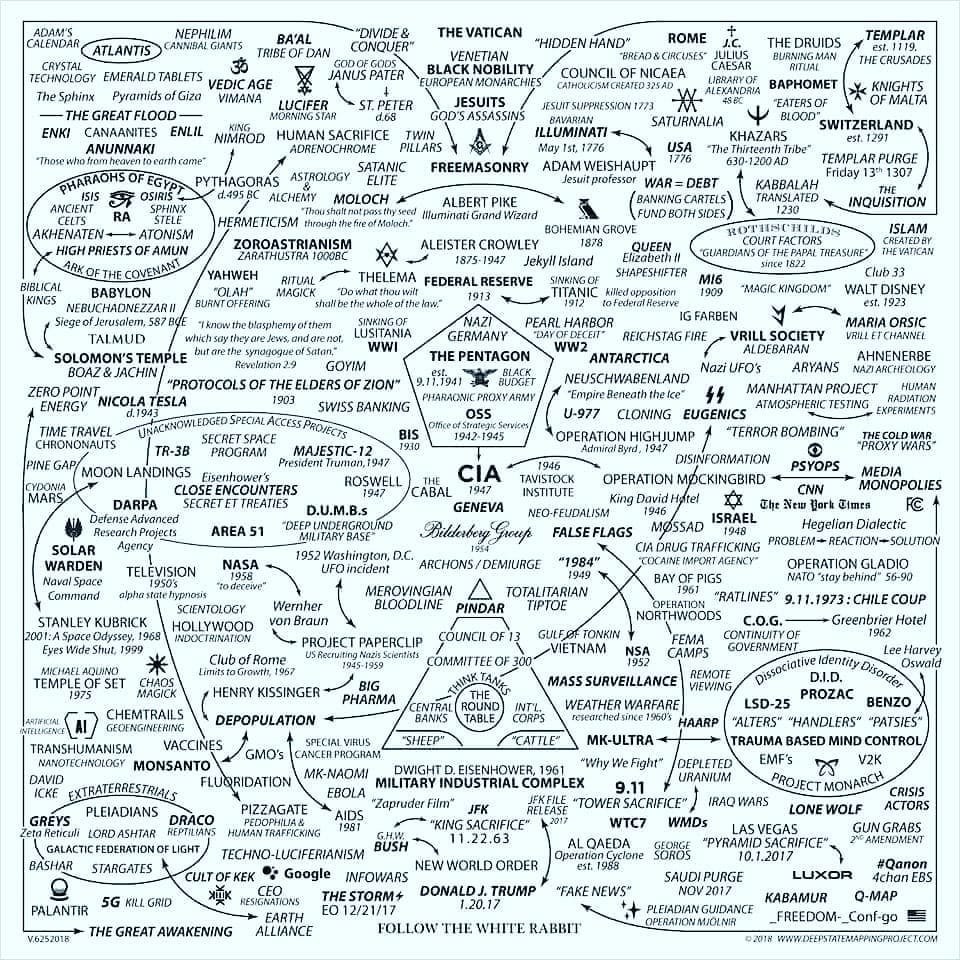 ADAM'S
CALENDAR
ATLANTIS
NEPHILIM
CANNIBAL GIANTS
BA'AL
TRIBE OF DAN
"DIVIDE &
CONQUER"
THE VATICAN
"HIDDEN HAND"
ROME
"BREAD & CIRCUSES"
J.C.
JULIUS
CAESAR
THE DRUIDS
BURNING MAN
RITUAL
TEMPLAR
est. 1119.
THE CRUSADES
CRYSTAL
TECHNOLOGY
EMERALD TABLETS
VEDIC AGE
VIMANA
LUCIFER
MORNING STAR
GOD OF GODS
JANUS PATER
ST. PETER
d.68
VENETIAN
BLACK NOBILITY
EUROPEAN MONARCHIES
COUNCIL OF NICAEA
CATHOLICISM CREATED 325 AD
LIBRARY OF
ALEXANDRIA
48 BC
BAPHOMET
"EATERS OF
BLOOD"
KNIGHTS
OF MALTA
The Sphinx
Pyramids of Giza
JESUITS
GOD'S ASSASSINS
JESUIT SUPPRESSION 1773
SATURNALIA
SWITZERLAND
est. 1291
THE GREAT FLOOD
ENKI
CANAANITES
ENLIL
ANUNNAKI
"Those who from heaven to earth came"
KING
NIMROD
HUMAN SACRIFICE
ADRENOCHROME
TWIN
PILLARS
FREEMASONRY
BAVARIAN
ILLUMINATI
May 1st, 1776
ADAM WEISHAUPT
Jesuit professor
USA
1776
KHAZARS
"The Thirteenth Tribe"
630-1200 AD
TEMPLAR PURGE
Friday 13th 1307
PHARAOHS OF EGYPT
ISIS
OSIRIS
ANCIENT
CELTS
RA
SPHINX
STELE
AKHENATEN
ATONISM
HIGH PRIESTS OF AMUN
ARK OF THE COVENANT
PYTHAGORAS
d.495 BC
ASTROLOGY
&
ALCHEMY
SATANIC
ELITE
MOLOCH
"Thou shalt not pass thy seed
through the fire of Moloch."
HERMETICISM
ALBERT PIKE
Illuminati Grand Wizard
BOHEMIAN GROVE
1878
WAR = DEBT
BANKING CARTELS
FUND BOTH SIDES
KABBALAH
TRANSLATED
1230
THE
INQUISITION
ROTHSCHILDS
COURT FACTORS
"GUARDIANS OF THE PAPAL TREASURE"
since 1822
ISLAM
CREATED BY
THE VATICAN
ZOROASTRIANISM
ZARATHUSTRA 1000BC
ALEISTER CROWLEY
1875-1947
Jekyll Island
QUEEN
Elizabeth II
SHAPESHIFTER
BIBLICAL
KINGS
BABYLON
NEBUCHADNEZZAR II
Siege of Jerusalem, 587 BCE
TALMUD
SOLOMON'S TEMPLE
BOAZ & JACHIN
YAHWEH
"OLAH"
BURNT OFFERING
RITUAL
MAGICK
THELEMA
"Do what thou wilt
shall be the whole of the law."
FEDERAL RESERVE
1913
SINKING OF
TITANIC
1912
killed opposition
to Federal Reserve
MI6
1909
"MAGIC KINGDOM"
Club 33
WALT DISNEY
est. 1923
"I know the blasphemy of them
which say they are Jews, and are not,
but are the synagogue of Satan,"
Revelation 2:9
SINKING OF
LUSITANIA
WWI
GOYIM
NAZI
GERMANY
PEARL HARBOR
"DAY OF DECEIT"
WW2
IG FARBEN
REICHSTAG FIRE
VRILL SOCIETY
ALDEBARAN
MARIA ORSIC
VRILL ET CHANNEL
THE PENTAGON
est.
9.11.1941
BLACK
BUDGET
PHARAONIC PROXY ARMY
OSS
Office of Strategic Services
1942-1945
ANTARCTICA
NEUSCHWABENLAND
"Empire Beneath the Ice"
Nazi UFO's
ARYANS
AHNENERBE
NAZI ARCHEOLOGY
"PROTOCOLS OF THE ELDERS OF ZION"
1903
SWISS BANKING
ZERO POINT
ENERGY
NICOLA TESLA
d.1943
U-977
CLONING
EUGENICS
MANHATTAN PROJECT
ATMOSPHERIC TESTING
HUMAN
RADIATION
EXPERIMENTS
TIME TRAVEL
CHRONONAUTS
UNACKNOWLEDGED SPECIAL ACCESS PROJECTS
TR-3B
SECRET SPACE
PROGRAM
MAJESTIC-12
President Truman,1947
BIS
1930
OPERATION HIGHJUMP
Admiral Byrd, 1947
"TERROR BOMBING"
THE COLD WAR
"PROXY WARS"
PINE GAP
CYDONIA
MARS
MOON LANDINGS
Eisenhower's
CLOSE ENCOUNTERS
SECRET ET TREATIES
ROSWELL
1947
THE
CABAL
CIA
1947
GENEVA
1946
TAVISTOCK
INSTITUTE
NEO-FEUDALISM
DISINFORMATION
OPERATION MOCKINGBIRD
PSYOPS
CNN
MEDIA
MONOPOLIES
DARPA
Defense Advanced
Research Projects
Agency
AREA 51
D.U.M.B.s
"DEEP UNDERGROUND
MILITARY BASE"
King David Hotel
1946
MOSSAD
ISRAEL
1948
The New York Times
FCC
Hegelian Dialectic
PROBLEM
REACTION
SOLUTION
SOLAR
WARDEN
Naval Space
Command
TELEVISION
1950's
alpha state hypnosis
NASA
1958
"to deceive"
1952 Washington, D.C.
UFO incident
Bilderberg Group
1954
ARCHONS / DEMIURGE
FALSE FLAGS
"1984"
1949
CIA DRUG TRAFFICKING
"COCAINE IMPORT AGENCY"
BAY OF PIGS
1961
OPERATION GLADIO
NATO "stay behind" 56-90
SCIENTOLOGY
HOLLYWOOD
INDOCTRINATION
Wernher
von Braun
MEROVINGIAN
BLOODLINE
PINDAR
TOTALITARIAN
TIPTOE
OPERATION
NORTHWOODS
"RATLINES"
9.11.1973 : CHILE COUP
STANLEY KUBRICK
2001: A Space Odyssey, 1968
Eyes Wide Shut, 1999
PROJECT PAPERCLIP
US Recruiting Nazis Scientists
1945-1959
COUNCIL OF 13
COMMITTEE OF 300
GULF OF TONKIN
VIETNAM
NSA
1952
FEMA
CAMPS
C.O.G.
CONTINUITY OF
GOVERNMENT
Greenbrier Hotel
1962
Lee Harvey
Oswald
MICHAEL AQUINO
TEMPLE OF SET
1975
CHAOS
MAGICK
Club of Rome
Limits to Growth, 1967
HENRY KISSINGER
BIG
PHARMA
THINK TANKS
THE
ROUND
TABLE
CENTRAL
BANKS
INT'L.
CORPS
"SHEEP"
"CATTLE"
MASS SURVEILLANCE
REMOTE
VIEWING
WEATHER WARFARE
researched since 1960's
HAARP
Dissociative Identity Disorder
D.I.D.
PROZAC
LSD-25
BENZO
"ALTERS"
"HANDLERS"
"PATSIES"
TRAUMA BASED MIND CONTROL
EMF's
V2K
PROJECT MONARCH
ARTIFICIAL
INTELLIGENCE
AI
CHEMTRAILS
GEOENGINEERING
DEPOPULATION
TRANSHUMANISM
NANOTECHNOLOGY
VACCINES
MONSANTO
GMO's
SPECIAL VIRUS
CANCER PROGRAM
MK-ULTRA
"Why We Fight"
DEPLETED
URANIUM
DAVID
ICKE
EXTRATERRESTRIALS
FLUORIDATION
MK-NAOMI
EBOLA
DWIGHT D. EISENHOWER, 1961
MILITARY INDUSTRIAL COMPLEX
9.11
"TOWER SACRIFICE"
WTC7
WMDs
IRAQ WARS
LONE WOLF
CRISIS
ACTORS
PLEIADIANS
GREYS
Zeta Reticuli
LORD ASHTAR
DRACO
REPTILIANS
GALACTIC FEDERATION OF LIGHT
BASHAR
STARGATES
PIZZAGATE
PEDOPHILIA &
HUMAN TRAFFICKING
AIDS
1981
"Zapruder Film"
JFK
"KING SACRIFICE"
11.22.63
JFK FILE
RELEASE
2017
G.H.W.
BUSH
NEW WORLD ORDER
AL QAEDA
Operation Cyclone
est. 1988
GEORGE
SOROS
LAS VEGAS
"PYRAMID SACRIFICE"
10.1.2017
GUN GRABS
2ND AMENDMENT
TECHNO-LUCIFERIANISM
CULT OF KEK
Google
INFOWARS
SAUDI PURGE
NOV 2017
LUXOR
#Qanon
4chan EBS
PALANTIR
5G KILL GRID
CEO
RESIGNATIONS
EARTH
ALLIANCE
THE STORM
EO 12/21/17
DONALD J. TRUMP
1.20.17
"FAKE NEWS"
PLEIADIAN GUIDANCE
OPERATION MJOLNIR
KABAMUR
Q-MAP
_FREEDOM-_Conf-go
THE GREAT AWAKENING
FOLLOW THE WHITE RABBIT
V.6252018
© 2018 WWW.DEEPSTATEMAPPINGPROJECT.COM